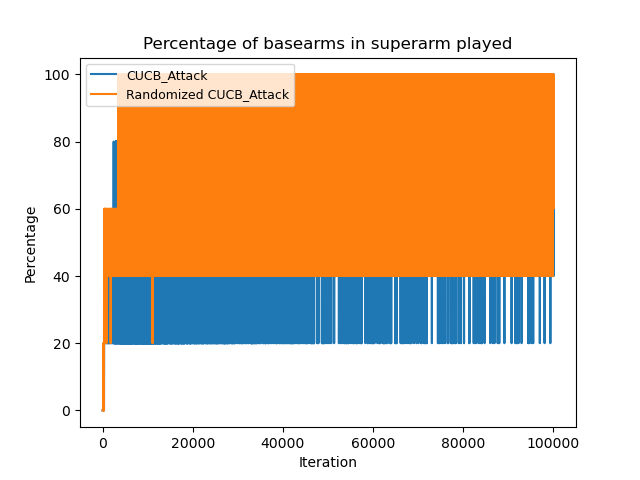 Percentage of basearms in superarm played
CUCB_Attack
Randomized CUCB_Attack
Percentage
100
80
60
40
20
0
0 20000 40000 60000 80000 100000
Iteration